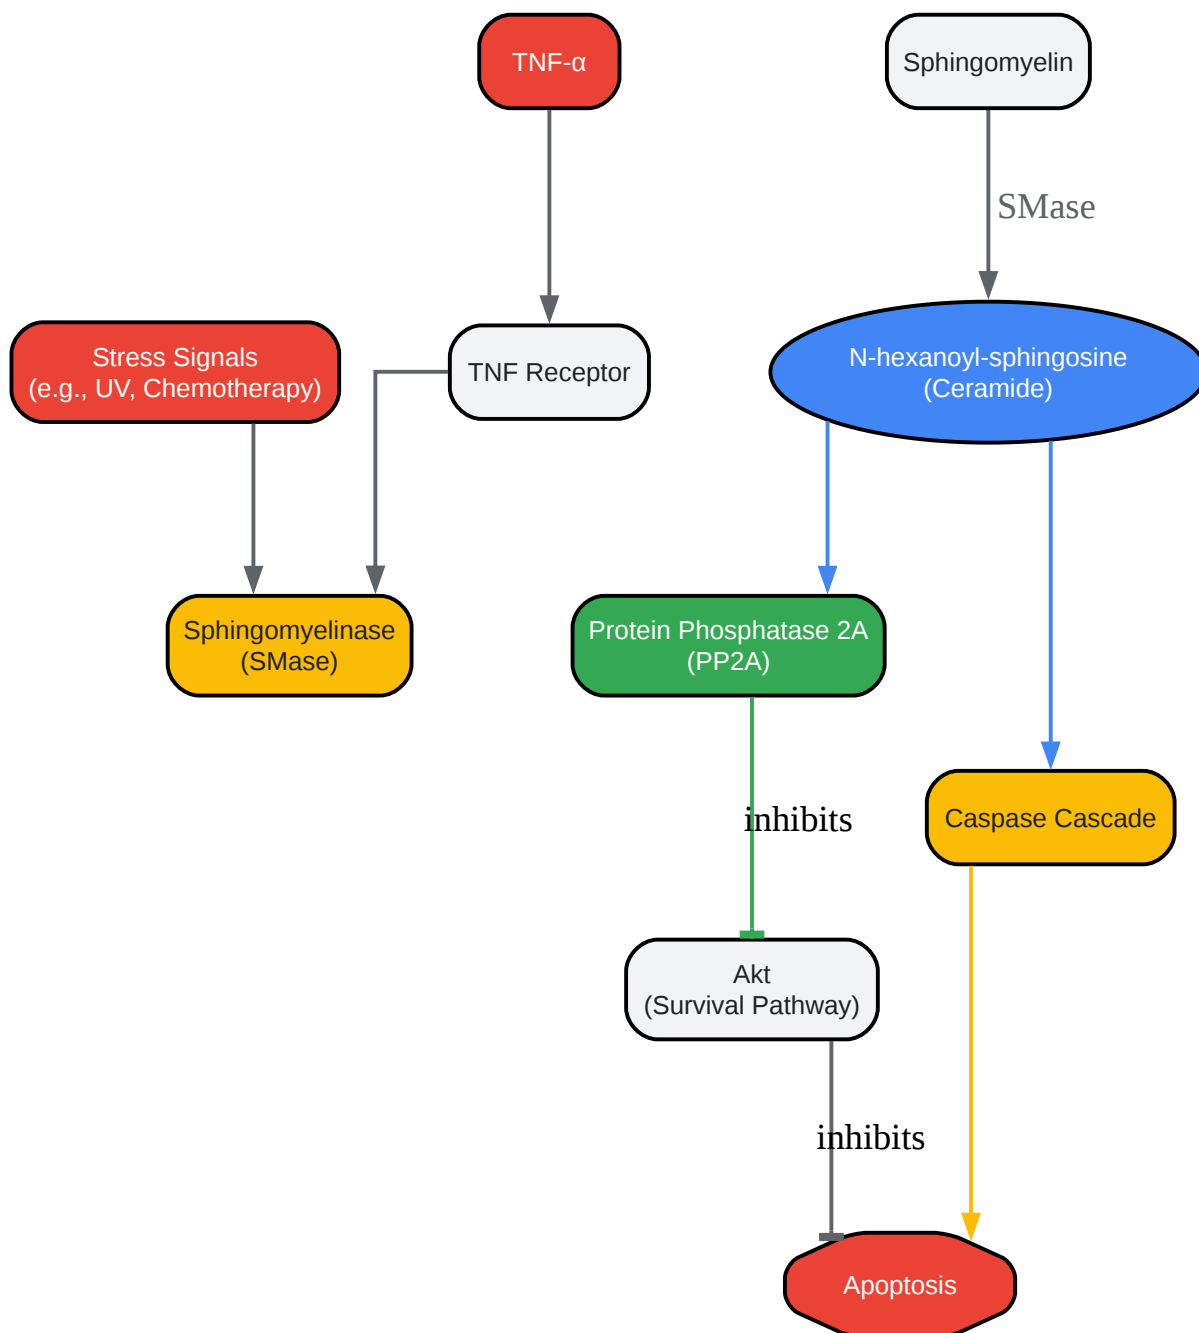 TNF-α
Sphingomyelin
SMase
Stress Signals
(e.g., UV, Chemotherapy)
TNF Receptor
N-hexanoyl-sphingosine
(Ceramide)
Sphingomyelinase
(SMase)
Protein Phosphatase 2A
(PP2A)
inhibits
Caspase Cascade
Akt
(Survival Pathway)
inhibits
Apoptosis